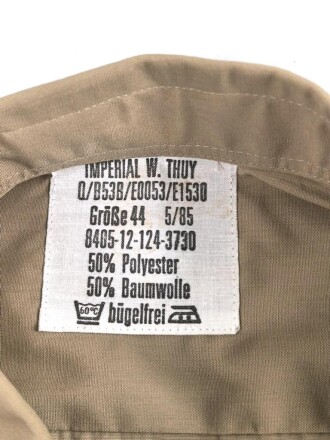 IMPERIAL W. THUY
Q/B53B/E0053/E1530
Größe 44 5/85
8405-12-124-3730
50% Polyester
50% Baumwolle
60°C bügelfrei